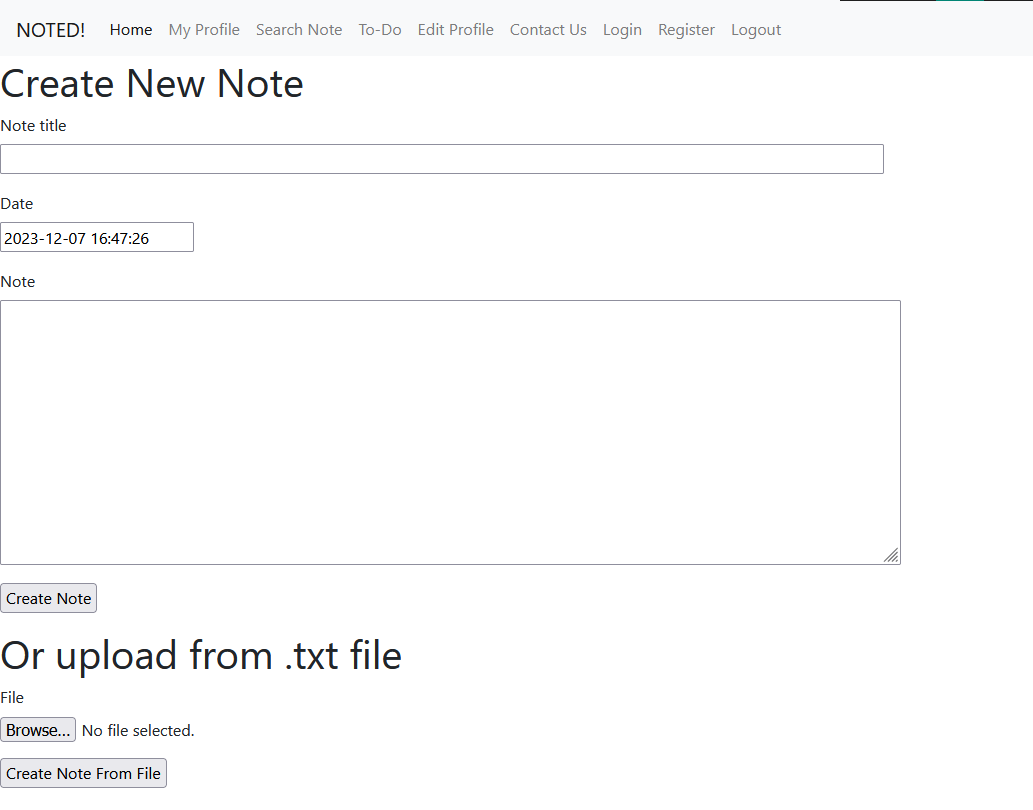 NOTED! Home My Profile Search Note To-Do Edit Profile Contact Us Login Register Logout
Create New Note
Note title
Date
2023-12-07 16:47:26
Note
Create Note
Or upload from .txt file
File
Browse... No file selected.
Create Note From File